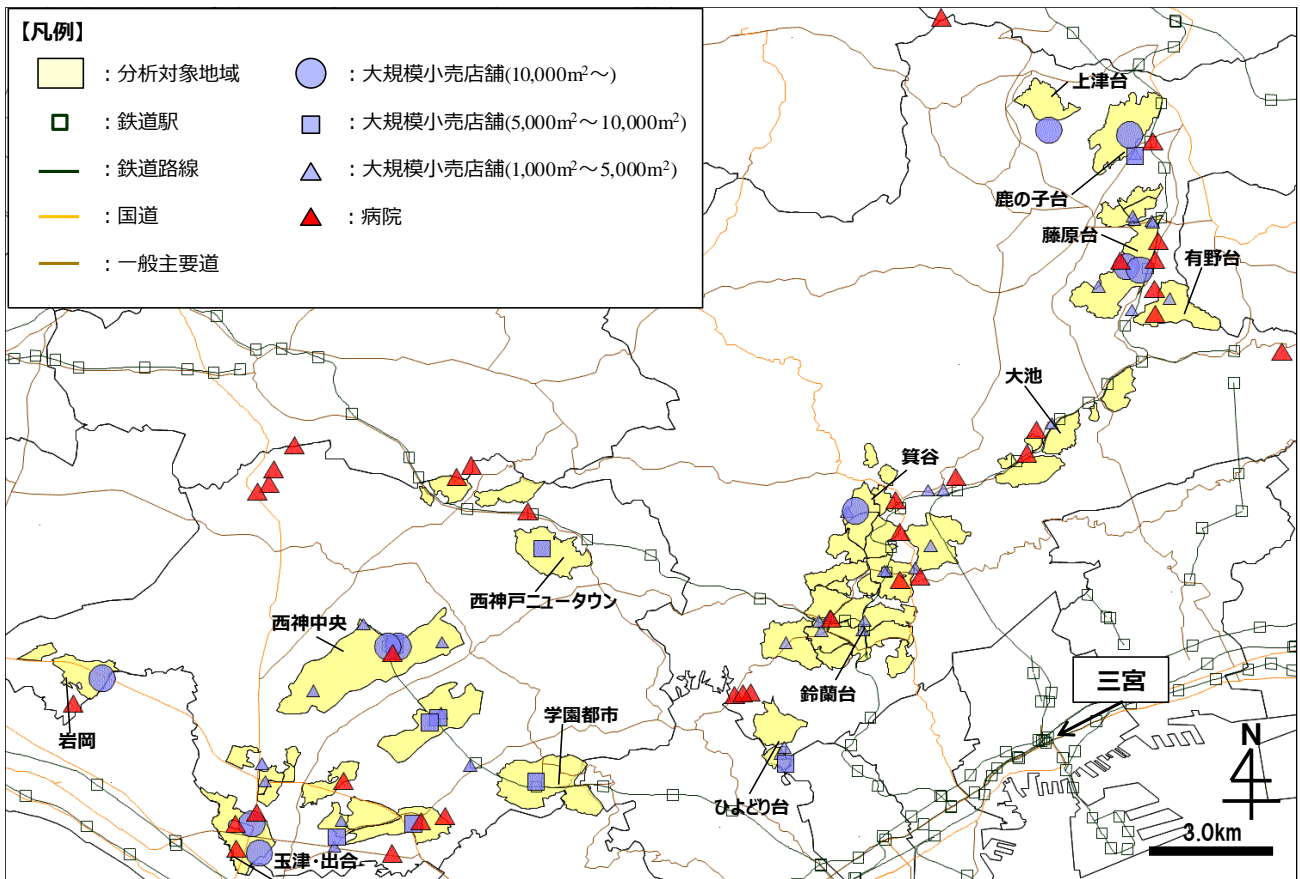 【凡例】
：分析対象地域
：大規模小売店舗(10,000m²～)
：鉄道駅
：大規模小売店舗(5,000m²～10,000m²)
：鉄道路線
：大規模小売店舗(1,000m²～5,000m²)
：国道
：病院
：一般主要道
上津台
鹿の子台
藤原台
有野台
大池
箕谷
西神戸ニュータウン
西神中央
鈴蘭台
三宮
岩岡
学園都市
ひよどり台
玉津・出合
N
3.0km